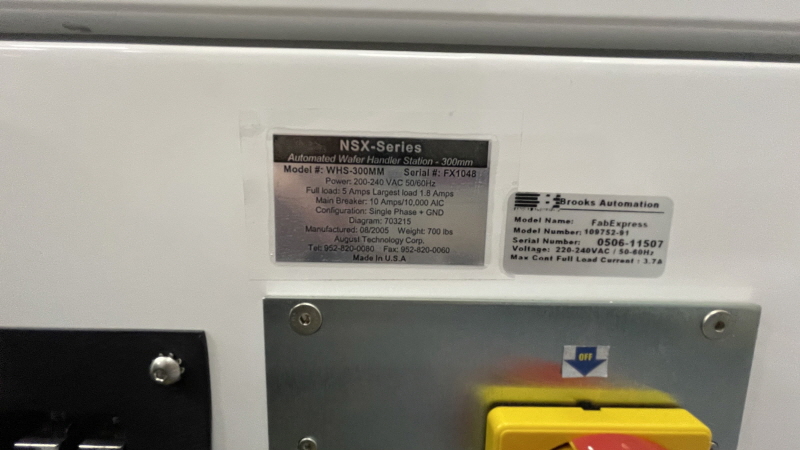 NSX-Series
Automated Wafer Handler Station - 300mm
Model #: WHS-300MM Serial #: FX1048
Power: 200-240 VAC 50/60Hz
Full load: 5 Amps Largest load 1.8 Amps
Main Breaker: 10 Amps/10,000 AIC
Configuration: Single Phase + GND
Diagram: 703215
Manufactured: 08/2005 Weight: 700 lbs
August Technology Corp.
Tel: 952-820-0080 Fax: 952-820-0060
Made In U.S.A
Brooks Automation
Model Name: FabExpress
Model Number: 109752-91
Serial Number: 0506-11507
Voltage: 220-240VAC / 50-60Hz
Max Cont Full Load Current : 3.7A
OFF